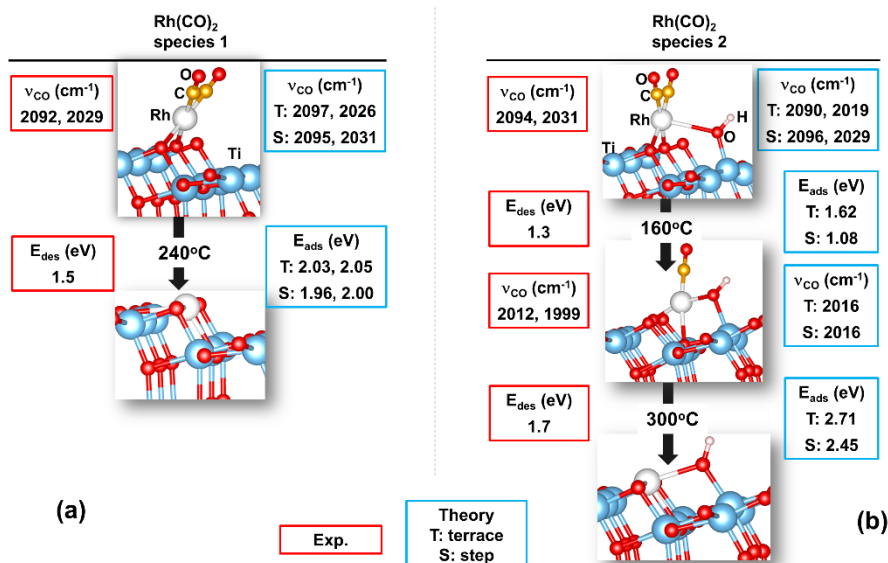 Rh(CO)2
species 1
νCO (cm-1)
2092, 2029
O
C
Rh
Ti
νCO (cm-1)
T: 2097, 2026
S: 2095, 2031
Edes (eV)
1.5
240oC
Eads (eV)
T: 2.03, 2.05
S: 1.96, 2.00
(a)
Rh(CO)2
species 2
νCO (cm-1)
2094, 2031
O
C
Rh
H
O
Ti
νCO (cm-1)
T: 2090, 2019
S: 2096, 2029
Edes (eV)
1.3
160oC
Eads (eV)
T: 1.62
S: 1.08
νCO (cm-1)
2012, 1999
νCO (cm-1)
T: 2016
S: 2016
Edes (eV)
1.7
300oC
Eads (eV)
T: 2.71
S: 2.45
(b)
Exp.
Theory
T: terrace
S: step